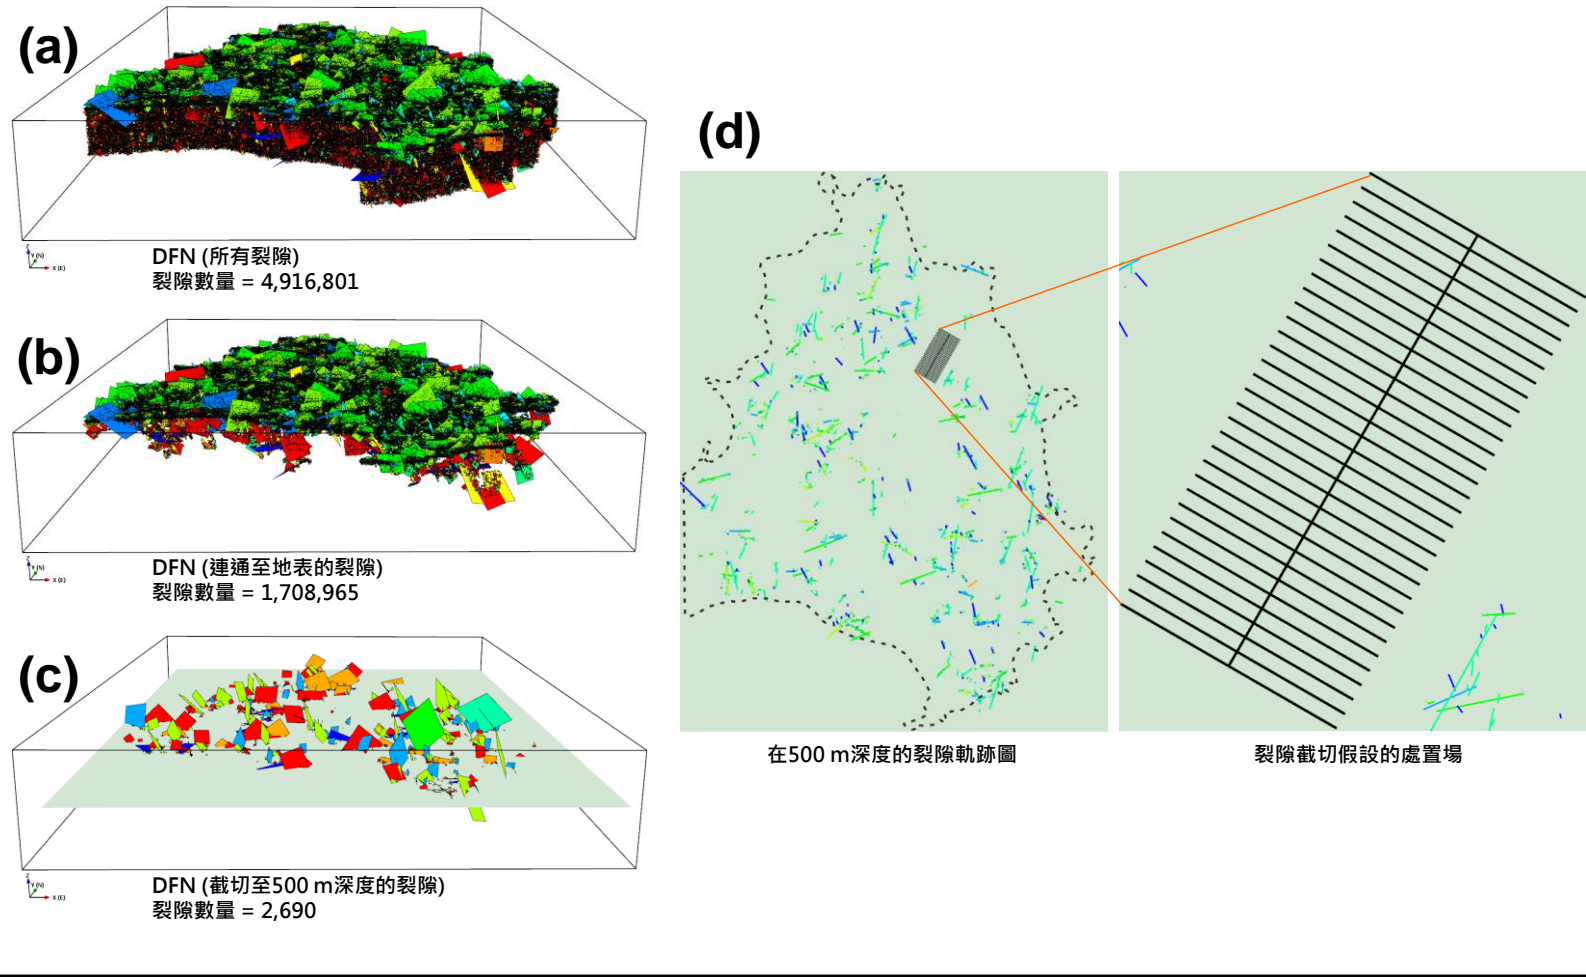 (a)
DFN (所有裂隙)
裂隙數量 = 4,916,801
(b)
DFN (連通至地表的裂隙)
裂隙數量 = 1,708,965
(c)
DFN (截切至500 m深度的裂隙)
裂隙數量 = 2,690
(d)
在500 m深度的裂隙軌跡圖
裂隙截切假設的處置場
Z
Y (N)
X (E)
Z
Y (N)
X (E)
Z
Y (N)
X (E)